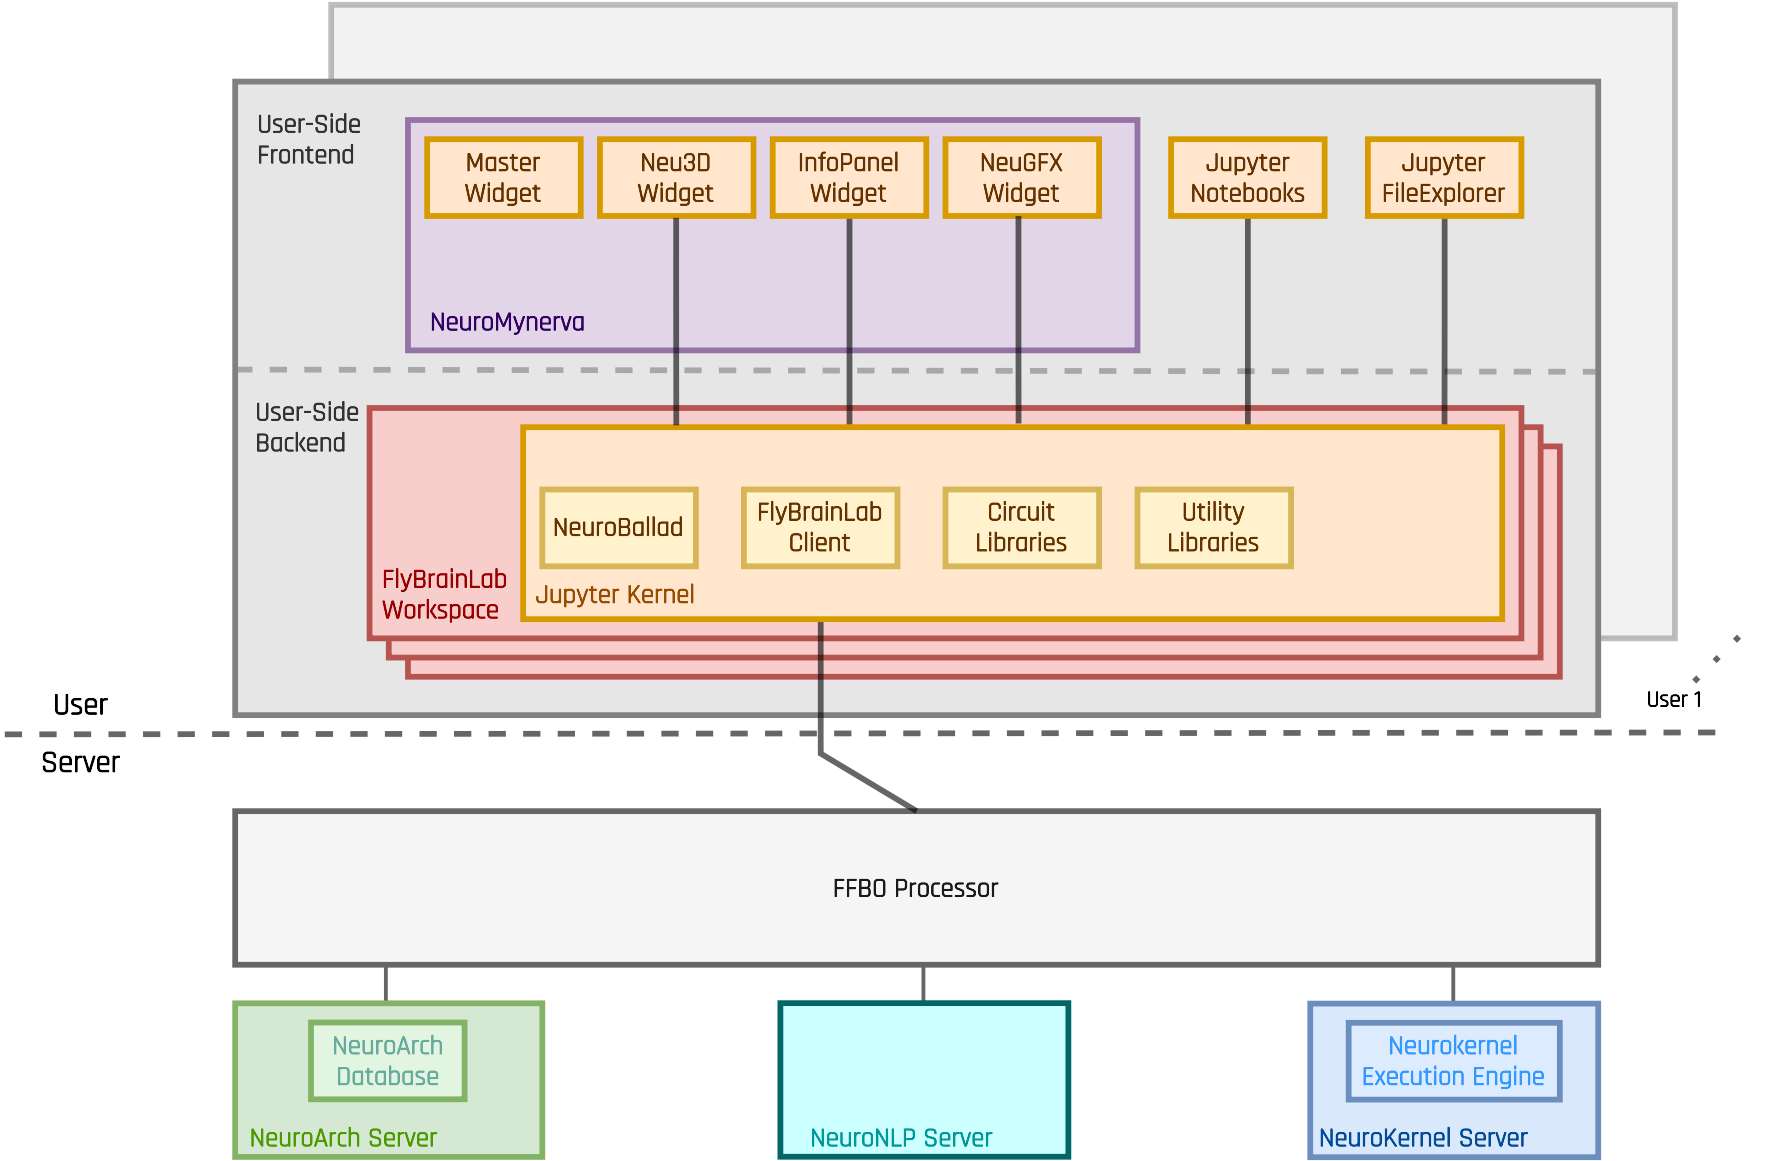 User-Side
Frontend
Master
Widget
Neu3D
Widget
InfoPanel
Widget
NeuGFX
Widget
Jupyter
Notebooks
Jupyter
FileExplorer
NeuroMynerva
User-Side
Backend
NeuroBallad
FlyBrainLab
Client
Circuit
Libraries
Utility
Libraries
FlyBrainLab
Workspace
Jupyter Kernel
User
User 1
Server
FFBO Processor
NeuroArch
Database
NeuroArch Server
NeuroNLP Server
Neurokernel
Execution Engine
NeuroKernel Server